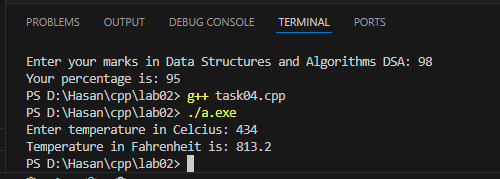 PROBLEMS OUTPUT DEBUG CONSOLE TERMINAL PORTS
Enter your marks in Data Structures and Algorithms DSA: 98
Your percentage is: 95
PS D:\Hasan\cpp\lab02> g++ task04.cpp
PS D:\Hasan\cpp\lab02> ./a.exe
Enter temperature in Celcius: 434
Temperature in Fahrenheit is: 813.2
PS D:\Hasan\cpp\lab02>